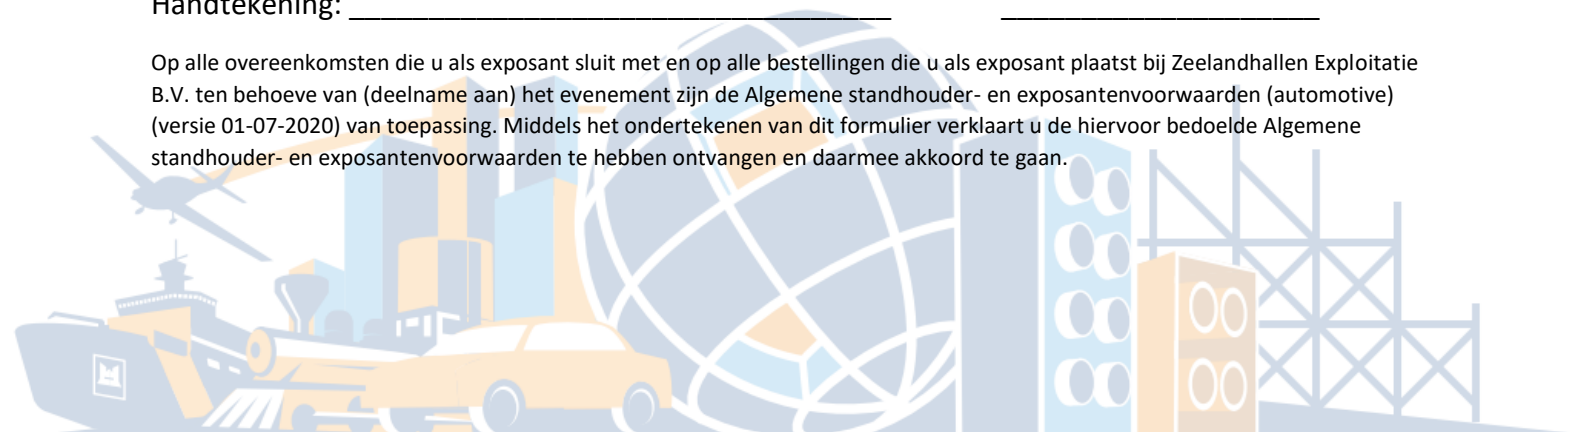 Handtekening: __________________________________ ____________________
Op alle overeenkomsten die u als exposant sluit met en op alle bestellingen die u als exposant plaatst bij Zeelandhallen Exploitatie
B.V. ten behoeve van (deelname aan) het evenement zijn de Algemene standhouder- en exposantenvoorwaarden (automotive)
(versie 01-07-2020) van toepassing. Middels het ondertekenen van dit formulier verklaart u de hiervoor bedoelde Algemene
standhouder- en exposantenvoorwaarden te hebben ontvangen en daarmee akkoord te gaan.